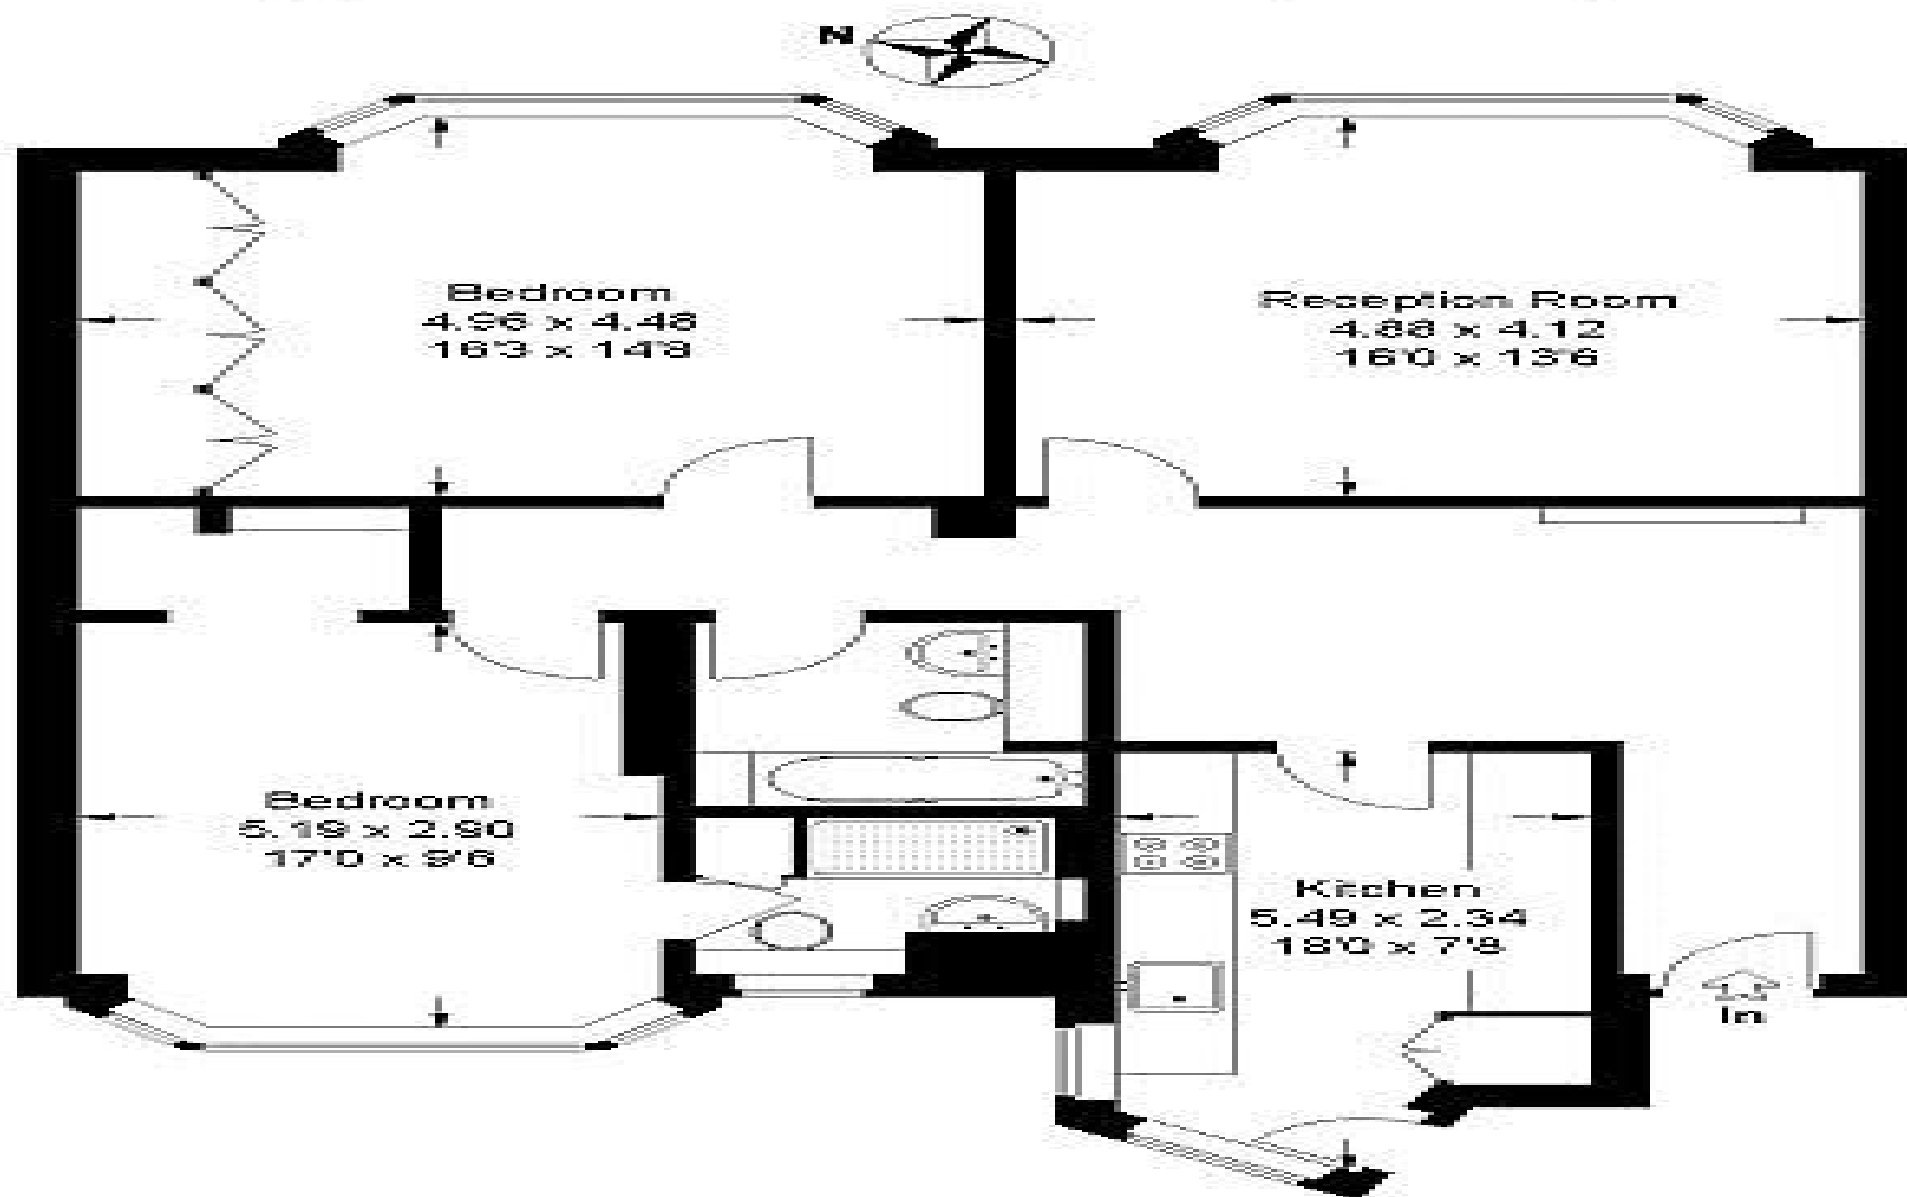 N
Bedroom
4.96 x 4.48
16'3 x 14'8
Reception Room
4.88 x 4.12
16'0 x 13'6
Bedroom
5.19 x 2.90
17'0 x 9'6
Kitchen
5.49 x 2.34
18'0 x 7'8
In